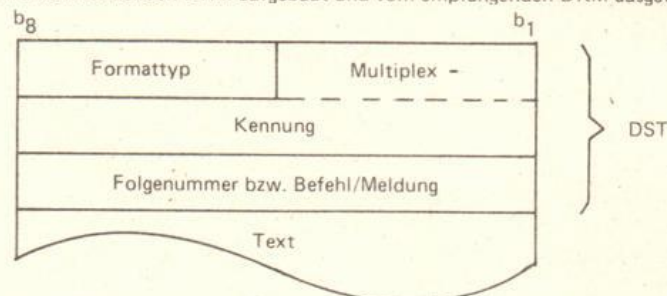 b8 b1
Formattyp Multiplex -
Kennung DST
Folgenummer bzw. Befehl/Meldung
Text